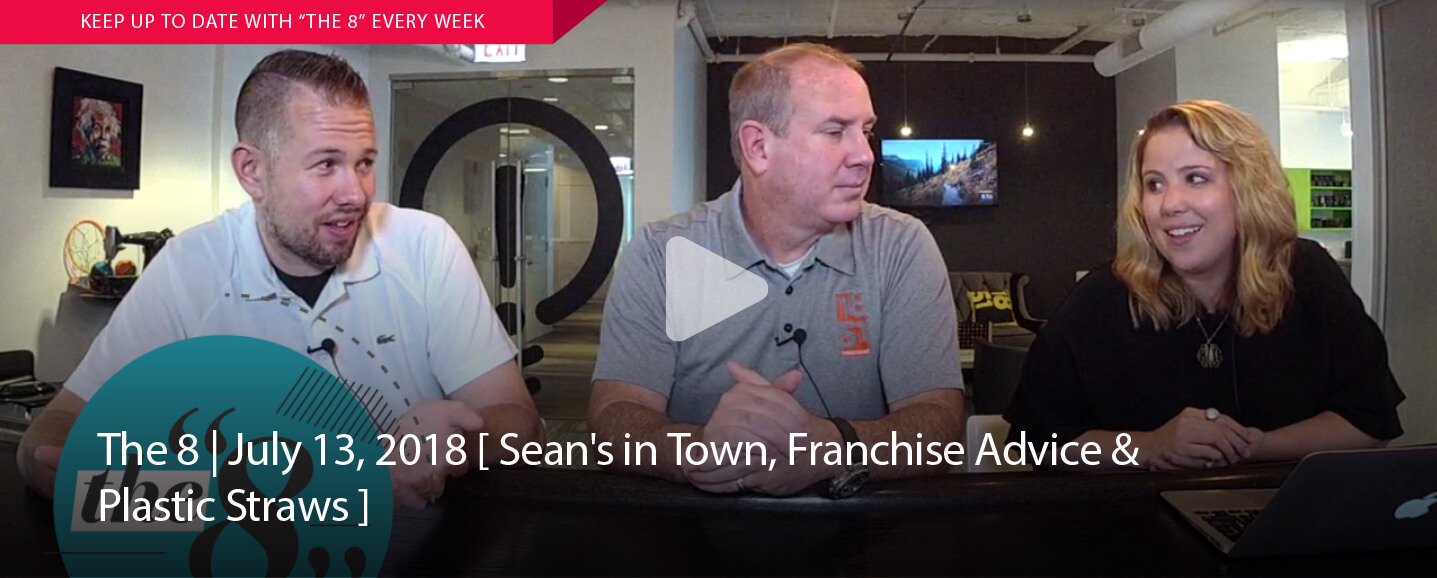 KEEP UP TO DATE WITH “THE 8” EVERY WEEK
EXIT
The 8 | July 13, 2018 [ Sean's in Town, Franchise Advice &
Plastic Straws ]
“the
8”